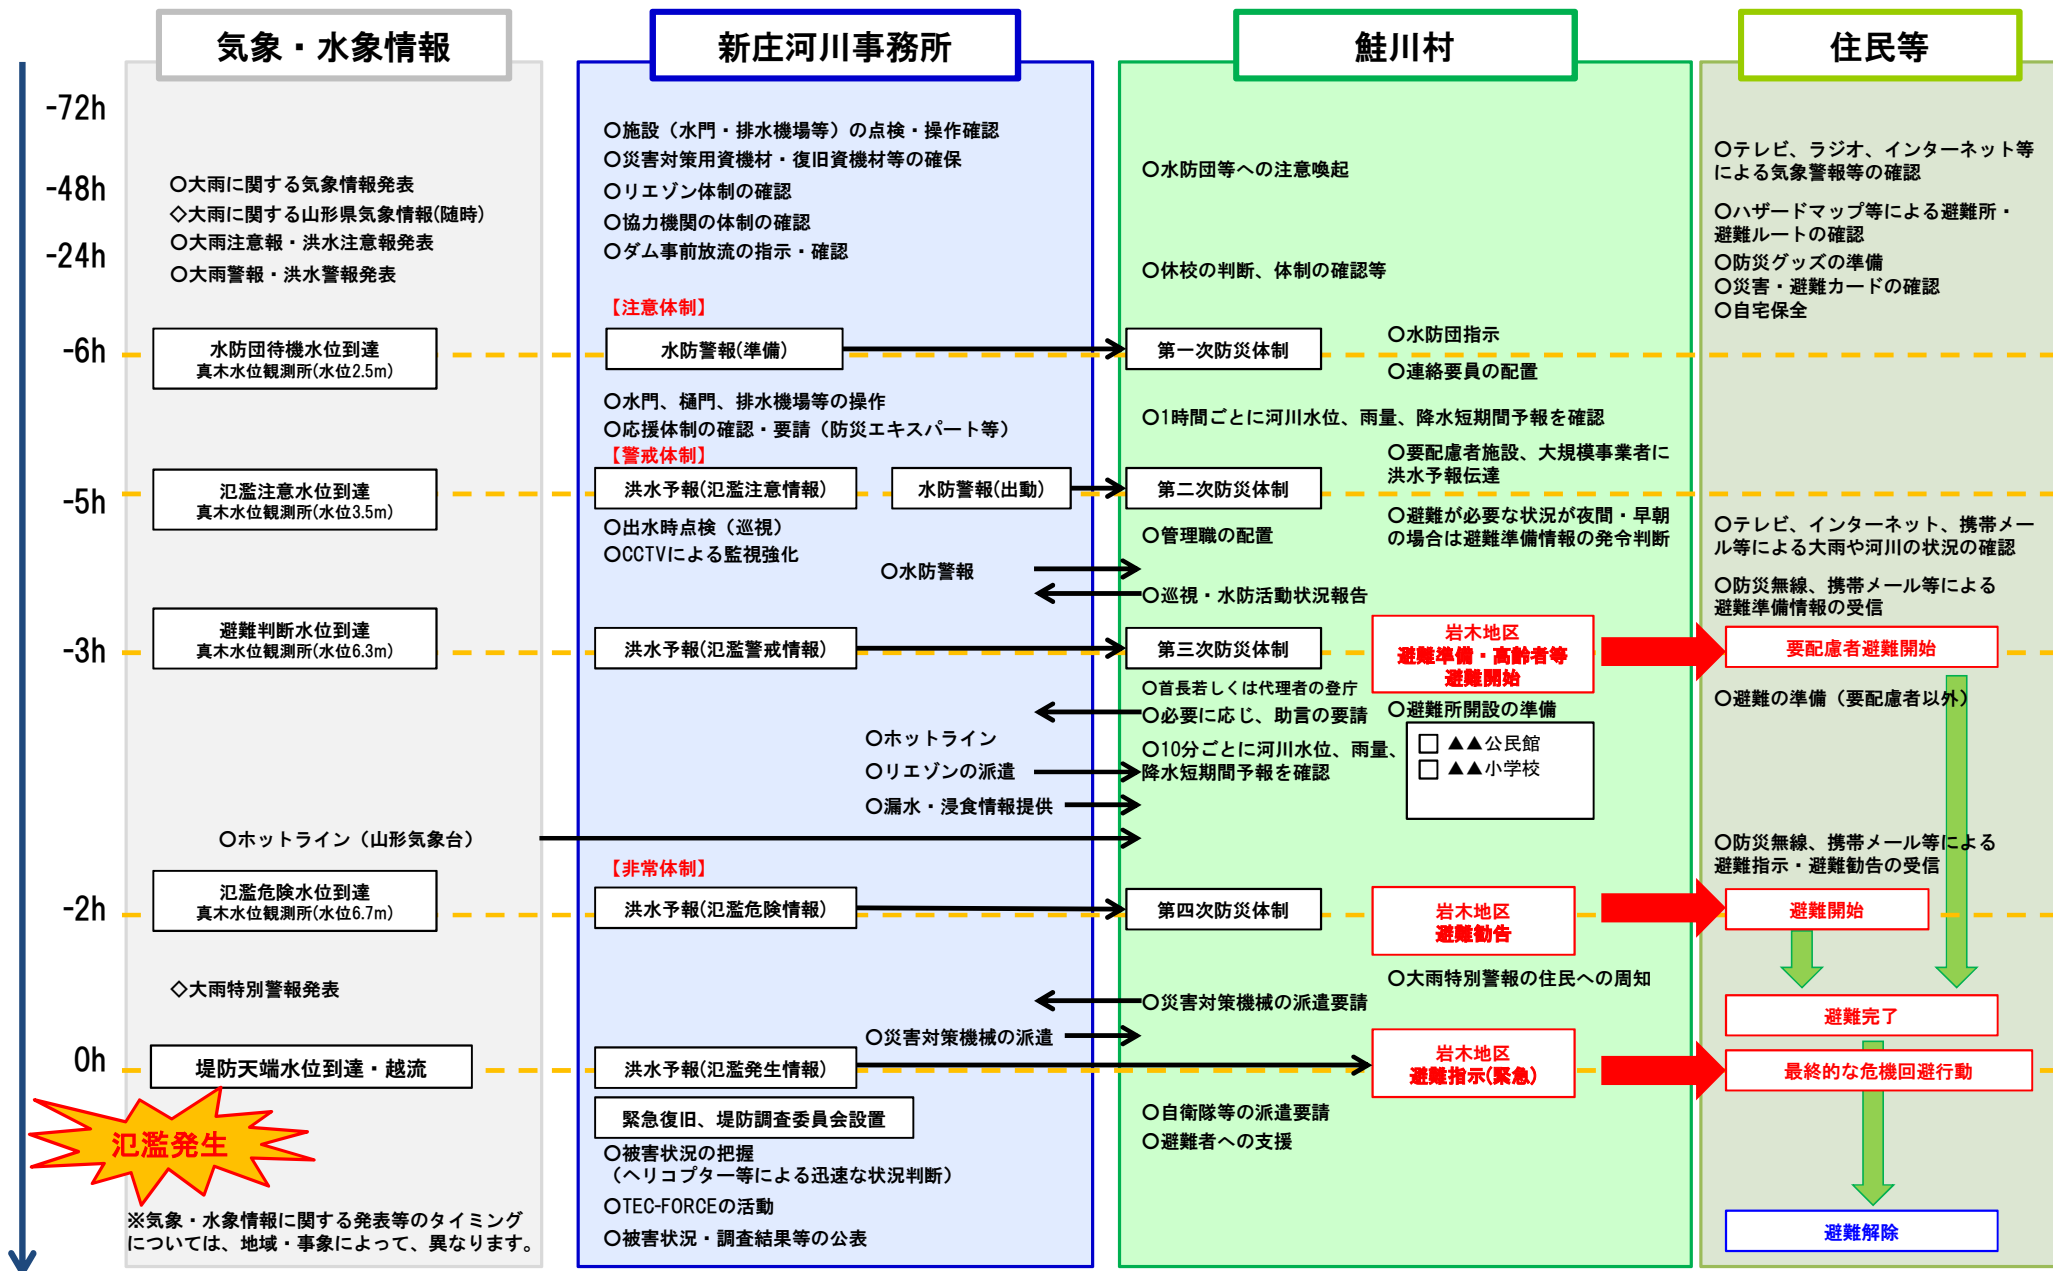 気象・水象情報
新庄河川事務所
鮭川村
住民等
-72h
-48h
-24h
-6h
-5h
-3h
-2h
0h
○大雨に関する気象情報発表
◇大雨に関する山形県気象情報(随時)
○大雨注意報・洪水注意報発表
○大雨警報・洪水警報発表
水防団待機水位到達
真木水位観測所(水位2.5m)
氾濫注意水位到達
真木水位観測所(水位3.5m)
避難判断水位到達
真木水位観測所(水位6.3m)
○ホットライン（山形気象台）
氾濫危険水位到達
真木水位観測所(水位6.7m)
◇大雨特別警報発表
堤防天端水位到達・越流
氾濫発生
※気象・水象情報に関する発表等のタイミング
については、地域・事象によって、異なります。
○施設（水門・排水機場等）の点検・操作確認
○災害対策用資機材・復旧資機材等の確保
○リエゾン体制の確認
○協力機関の体制の確認
○ダム事前放流の指示・確認
【注意体制】
水防警報(準備)
○水門、樋門、排水機場等の操作
○応援体制の確認・要請（防災エキスパート等）
【警戒体制】
洪水予報(氾濫注意情報)
水防警報(出動)
○出水時点検（巡視）
○CCTVによる監視強化
○水防警報
洪水予報(氾濫警戒情報)
○ホットライン
○リエゾンの派遣
○漏水・浸食情報提供
【非常体制】
洪水予報(氾濫危険情報)
○災害対策機械の派遣
洪水予報(氾濫発生情報)
緊急復旧、堤防調査委員会設置
○被害状況の把握
（ヘリコプター等による迅速な状況判断）
○TEC-FORCEの活動
○被害状況・調査結果等の公表
○水防団等への注意喚起
○休校の判断、体制の確認等
第一次防災体制
○水防団指示
○連絡要員の配置
○1時間ごとに河川水位、雨量、降水短期間予報を確認
○要配慮者施設、大規模事業者に
洪水予報伝達
第二次防災体制
○管理職の配置
○避難が必要な状況が夜間・早朝
の場合は避難準備情報の発令判断
○巡視・水防活動状況報告
第三次防災体制
岩木地区
避難準備・高齢者等
避難開始
○首長若しくは代理者の登庁
○必要に応じ、助言の要請
○避難所開設の準備
○10分ごとに河川水位、雨量、
降水短期間予報を確認
□ ▲▲公民館
□ ▲▲小学校
第四次防災体制
岩木地区
避難勧告
○大雨特別警報の住民への周知
○災害対策機械の派遣要請
岩木地区
避難指示(緊急)
○自衛隊等の派遣要請
○避難者への支援
○テレビ、ラジオ、インターネット等
による気象警報等の確認
○ハザードマップ等による避難所・
避難ルートの確認
○防災グッズの準備
○災害・避難カードの確認
○自宅保全
○テレビ、インターネット、携帯メー
ル等による大雨や河川の状況の確認
○防災無線、携帯メール等による
避難準備情報の受信
要配慮者避難開始
○避難の準備（要配慮者以外）
○防災無線、携帯メール等による
避難指示・避難勧告の受信
避難開始
避難完了
最終的な危機回避行動
避難解除